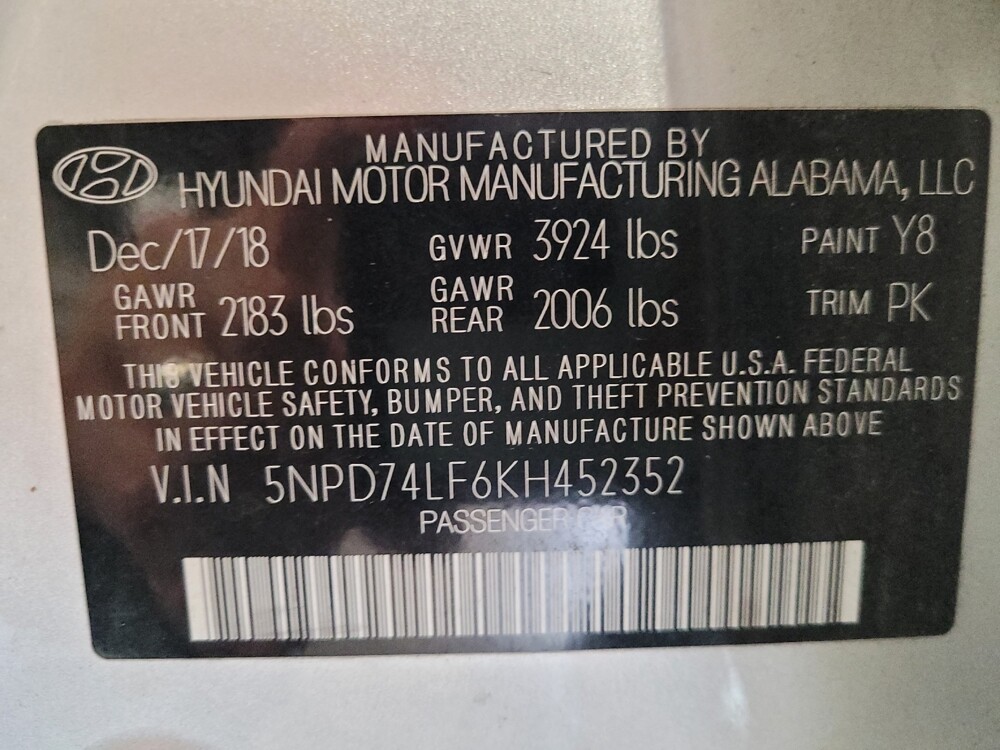 MANUFACTURED BY
HYUNDAI MOTOR MANUFACTURING ALABAMA, LLC
Dec/17/18 GVWR 3924 lbs PAINT Y8
GAWR FRONT 2183 lbs GAWR REAR 2006 lbs TRIM PK
THIS VEHICLE CONFORMS TO ALL APPLICABLE U.S.A. FEDERAL
MOTOR VEHICLE SAFETY, BUMPER, AND THEFT PREVENTION STANDARDS
IN EFFECT ON THE DATE OF MANUFACTURE SHOWN ABOVE
V.I.N 5NPD74LF6KH452352
PASSENGER CAR